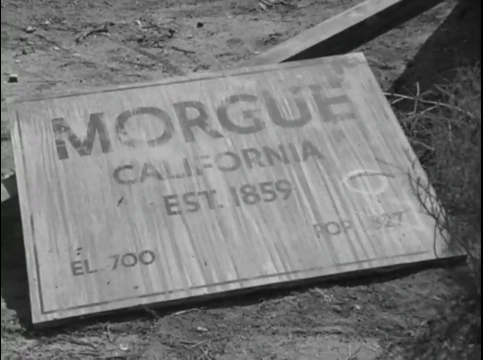 MORGUE
CALIFORNIA
EST. 1859
EL. 700 POP 327